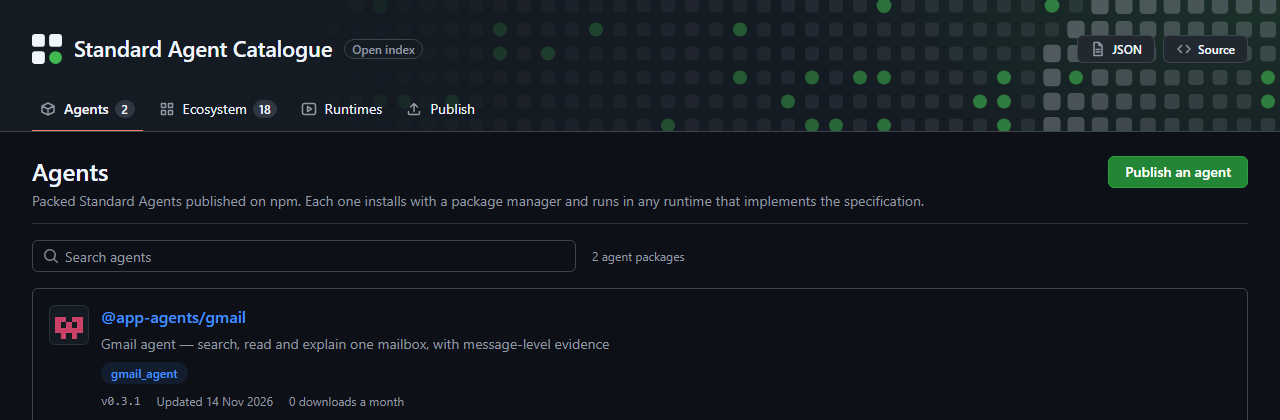 Standard Agent Catalogue
Open index
JSON
Source
Agents 2
Ecosystem 18
Runtimes
Publish
Agents
Publish an agent
Packed Standard Agents published on npm. Each one installs with a package manager and runs in any runtime that implements the specification.
Search agents
2 agent packages
@app-agents/gmail
Gmail agent — search, read and explain one mailbox, with message-level evidence
gmail_agent
v0.3.1 Updated 14 Nov 2026 0 downloads a month